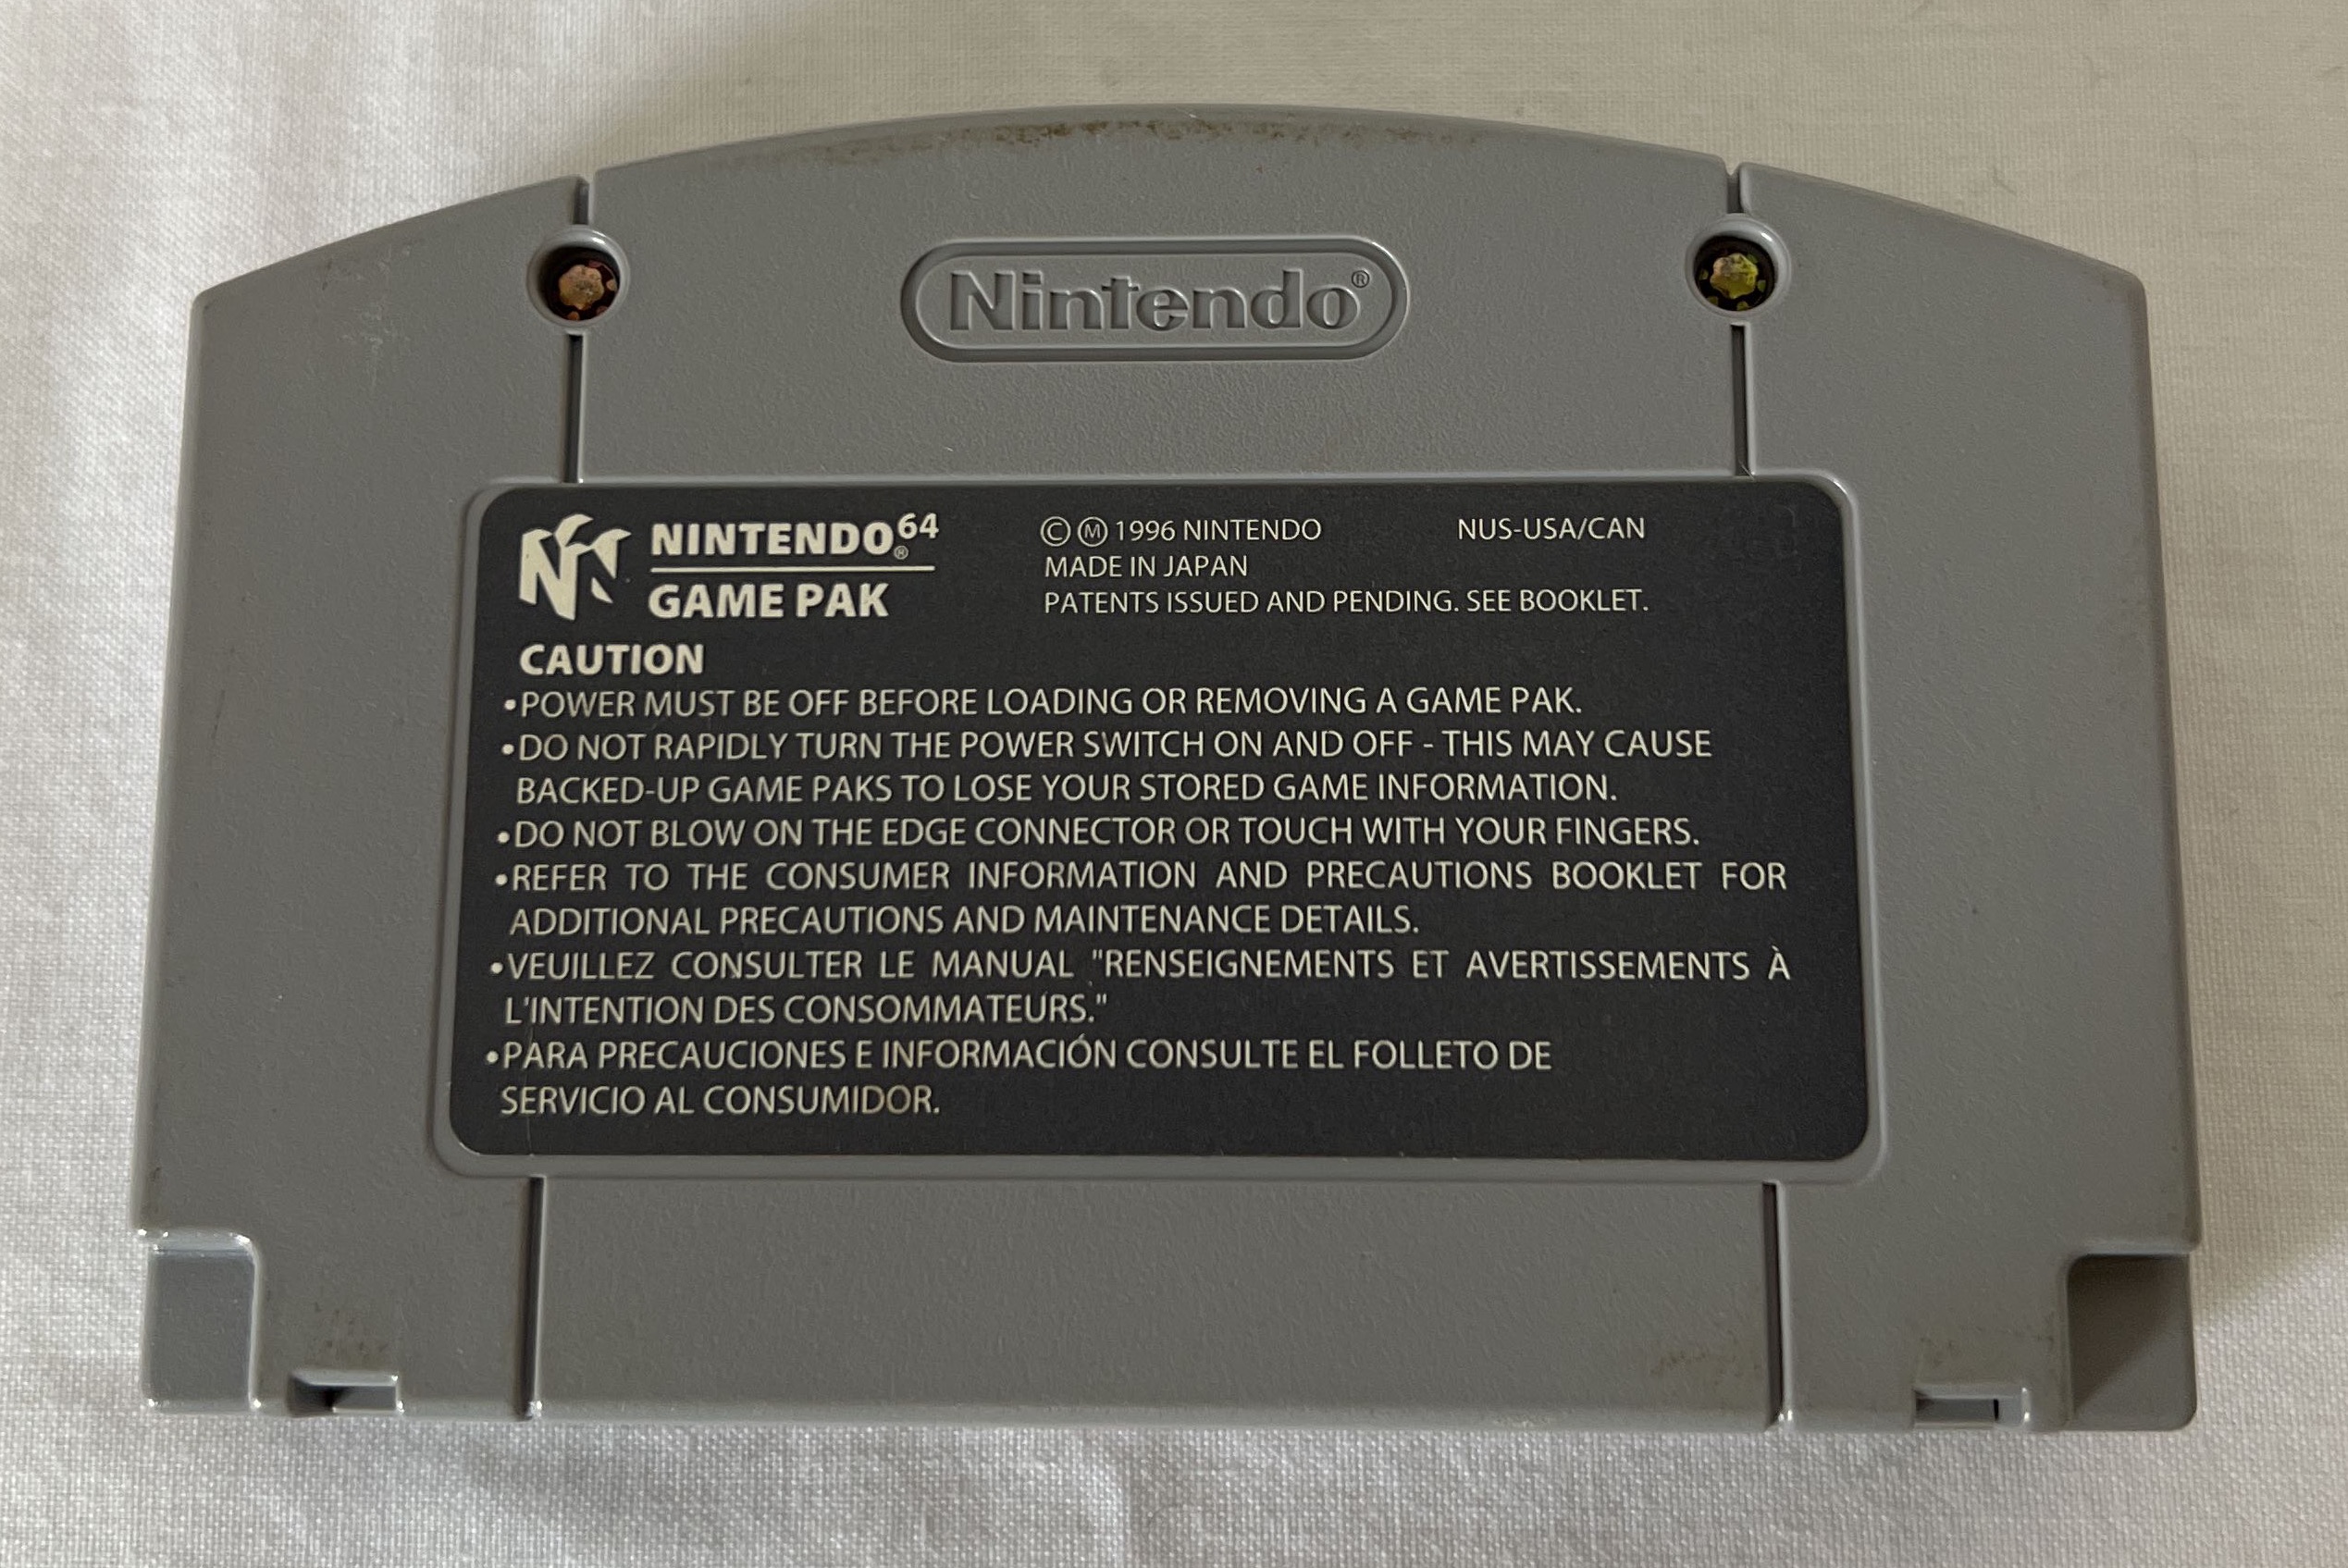 Nintendo®
NINTENDO64®
GAME PAK
©Ⓜ1996 NINTENDO NUS-USA/CAN
MADE IN JAPAN
PATENTS ISSUED AND PENDING. SEE BOOKLET.
CAUTION
•POWER MUST BE OFF BEFORE LOADING OR REMOVING A GAME PAK.
•DO NOT RAPIDLY TURN THE POWER SWITCH ON AND OFF - THIS MAY CAUSE
BACKED-UP GAME PAKS TO LOSE YOUR STORED GAME INFORMATION.
•DO NOT BLOW ON THE EDGE CONNECTOR OR TOUCH WITH YOUR FINGERS.
•REFER TO THE CONSUMER INFORMATION AND PRECAUTIONS BOOKLET FOR
ADDITIONAL PRECAUTIONS AND MAINTENANCE DETAILS.
•VEUILLEZ CONSULTER LE MANUAL "RENSEIGNEMENTS ET AVERTISSEMENTS À
L'INTENTION DES CONSOMMATEURS."
•PARA PRECAUCIONES E INFORMACIÓN CONSULTE EL FOLLETO DE
SERVICIO AL CONSUMIDOR.